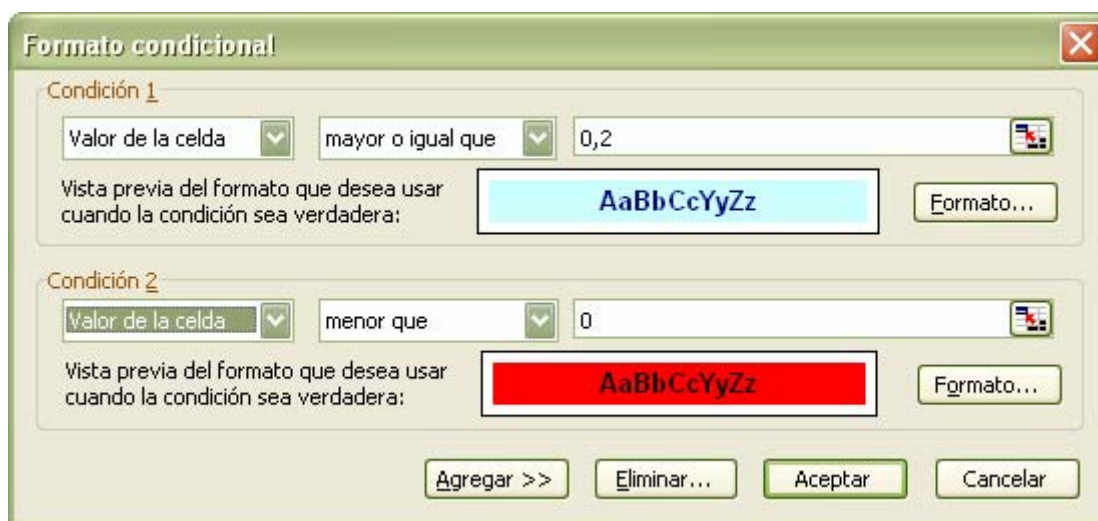 Formato condicional
Condición 1
Valor de la celda mayor o igual que 0,2
Vista previa del formato que desea usar
cuando la condición sea verdadera:
AaBbCcYyZz
Formato...
Condición 2
Valor de la celda menor que 0
Vista previa del formato que desea usar
cuando la condición sea verdadera:
AaBbCcYyZz
Formato...
Agregar >> Eliminar... Aceptar Cancelar